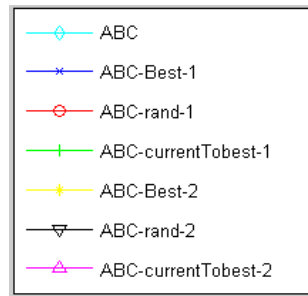 ABC
ABC-Best-1
ABC-rand-1
ABC-currentTobest-1
ABC-Best-2
ABC-rand-2
ABC-currentTobest-2